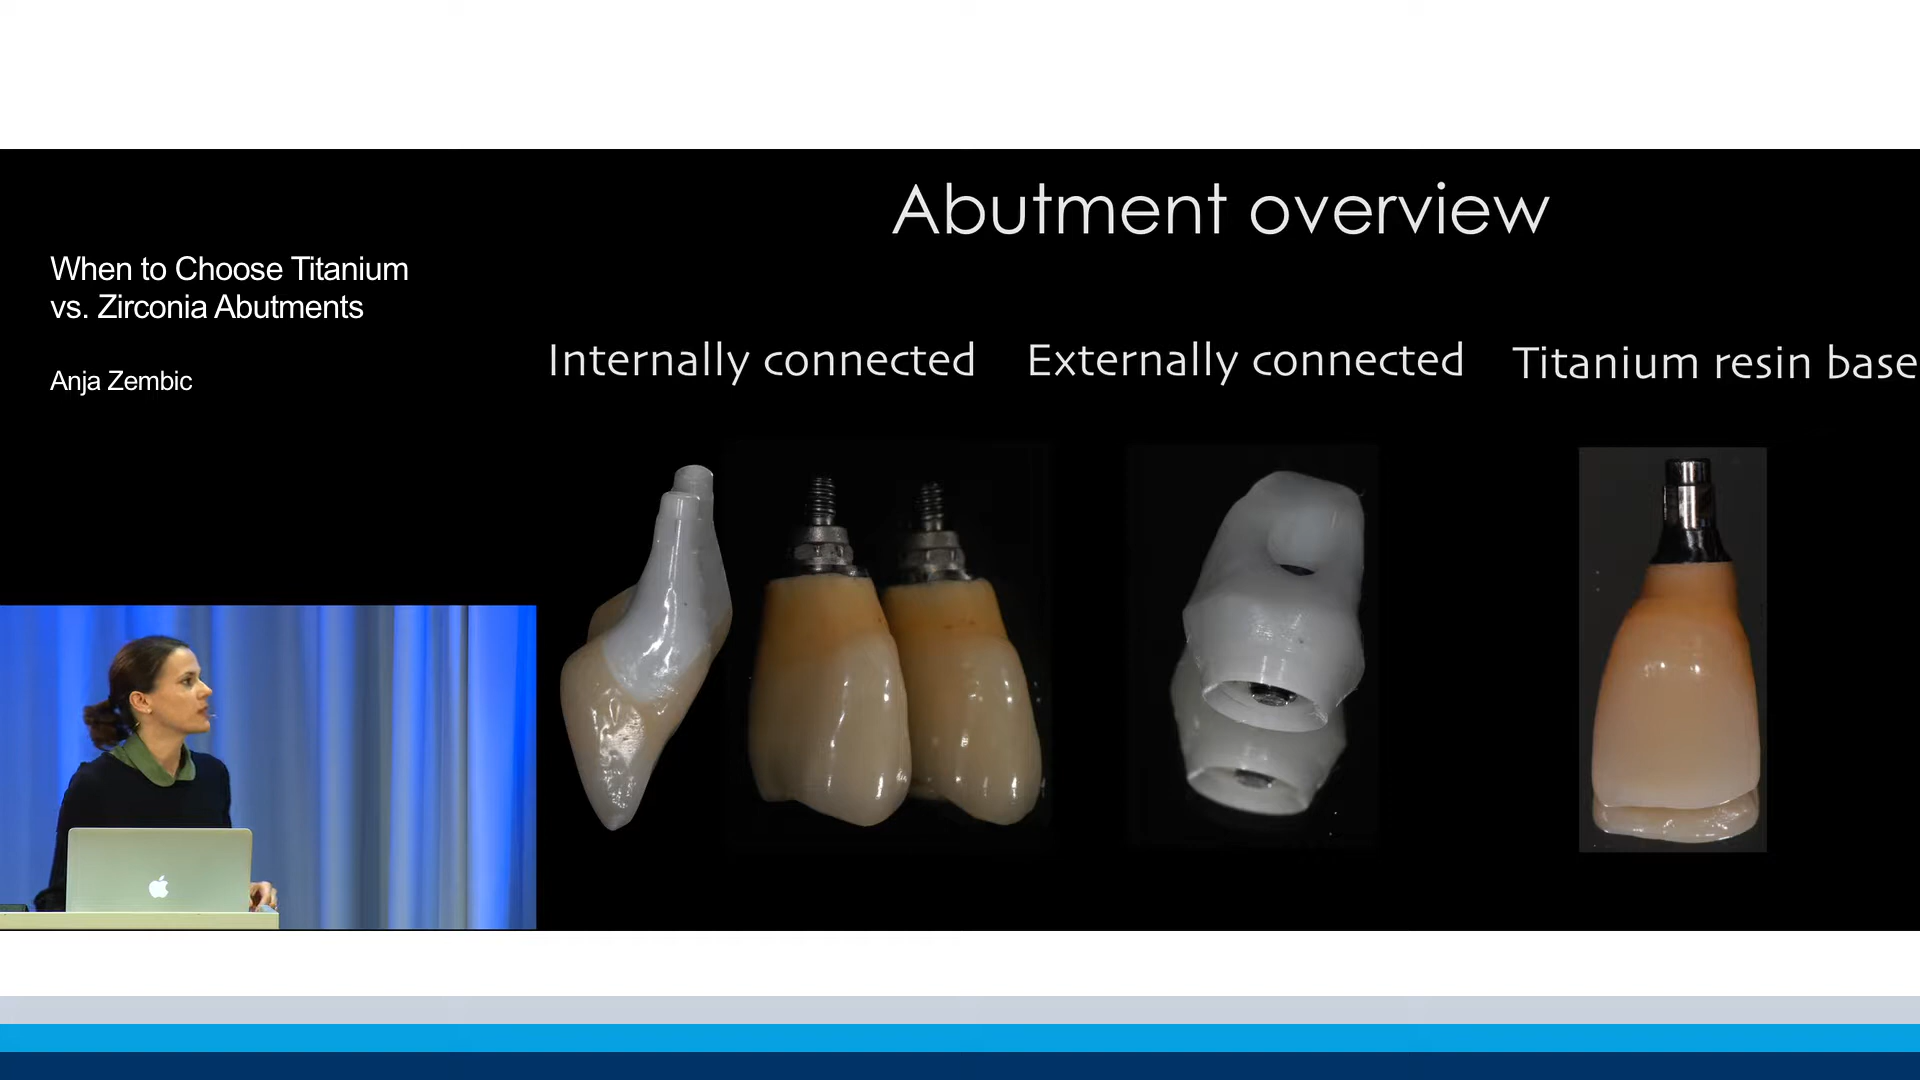 Abutment overview
When to Choose Titanium
vs. Zirconia Abutments
Anja Zembic
Internally connected
Externally connected
Titanium resin base